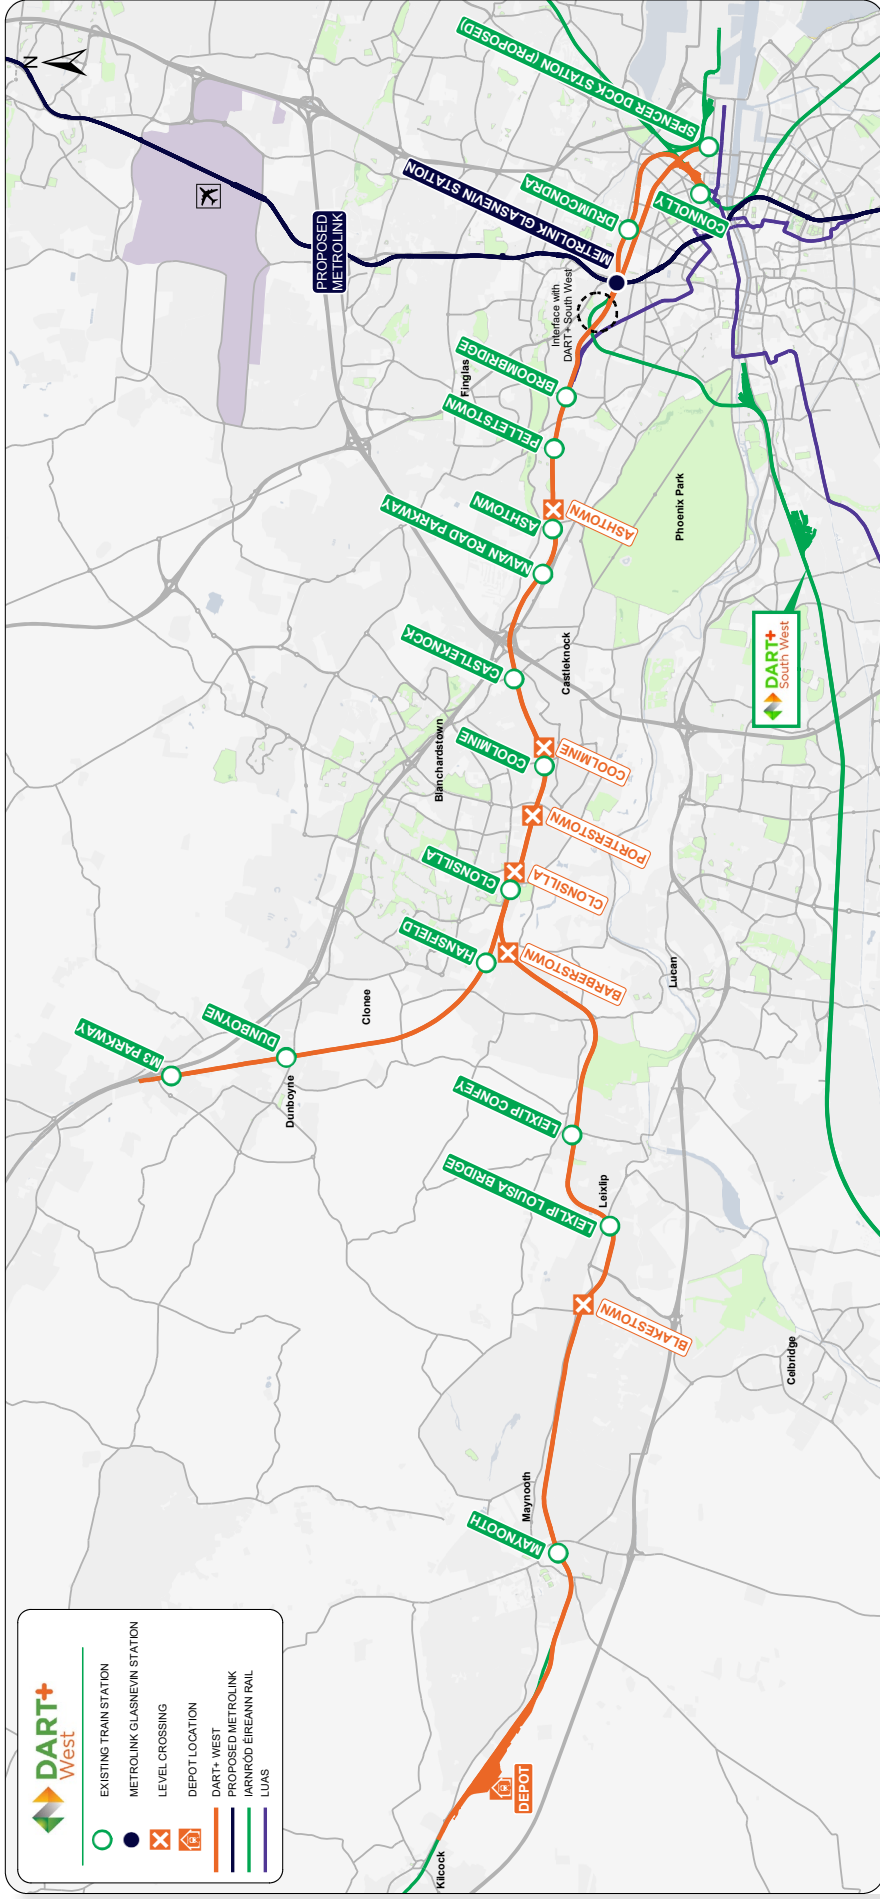 DART+
West
EXISTING TRAIN STATION
METROLINK GLASNEVIN STATION
LEVEL CROSSING
DEPOT LOCATION
DART+ WEST
PROPOSED METROLINK
IARNRÓD ÉIREANN RAIL
LUAS
Kilcock
DEPOT
MAYNOOTH
Maynooth
BLAKESTOWN
Celbridge
LEIXLIP LOUISA BRIDGE
Leixlip
LEIXLIP CONFEY
M3 PARKWAY
DUNBOYNE
Dunboyne
Clonee
HANSFIELD
BARBERSTOWN
Lucan
CLONSILLA
CLONSILLA
PORTERSTOWN
COOLMINE
COOLMINE
Blanchardstown
CASTLEKNOCK
Castleknock
DART+
South West
NAVAN ROAD PARKWAY
ASHTOWN
ASHTOWN
Phoenix Park
PELLETSTOWN
BROOMBRIDGE
Finglas
Interface with
DART+ South West
PROPOSED
METROLINK
METROLINK GLASNEVIN STATION
DRUMCONDRA
CONNOLLY
SPENCER DOCK STATION (PROPOSED)
N